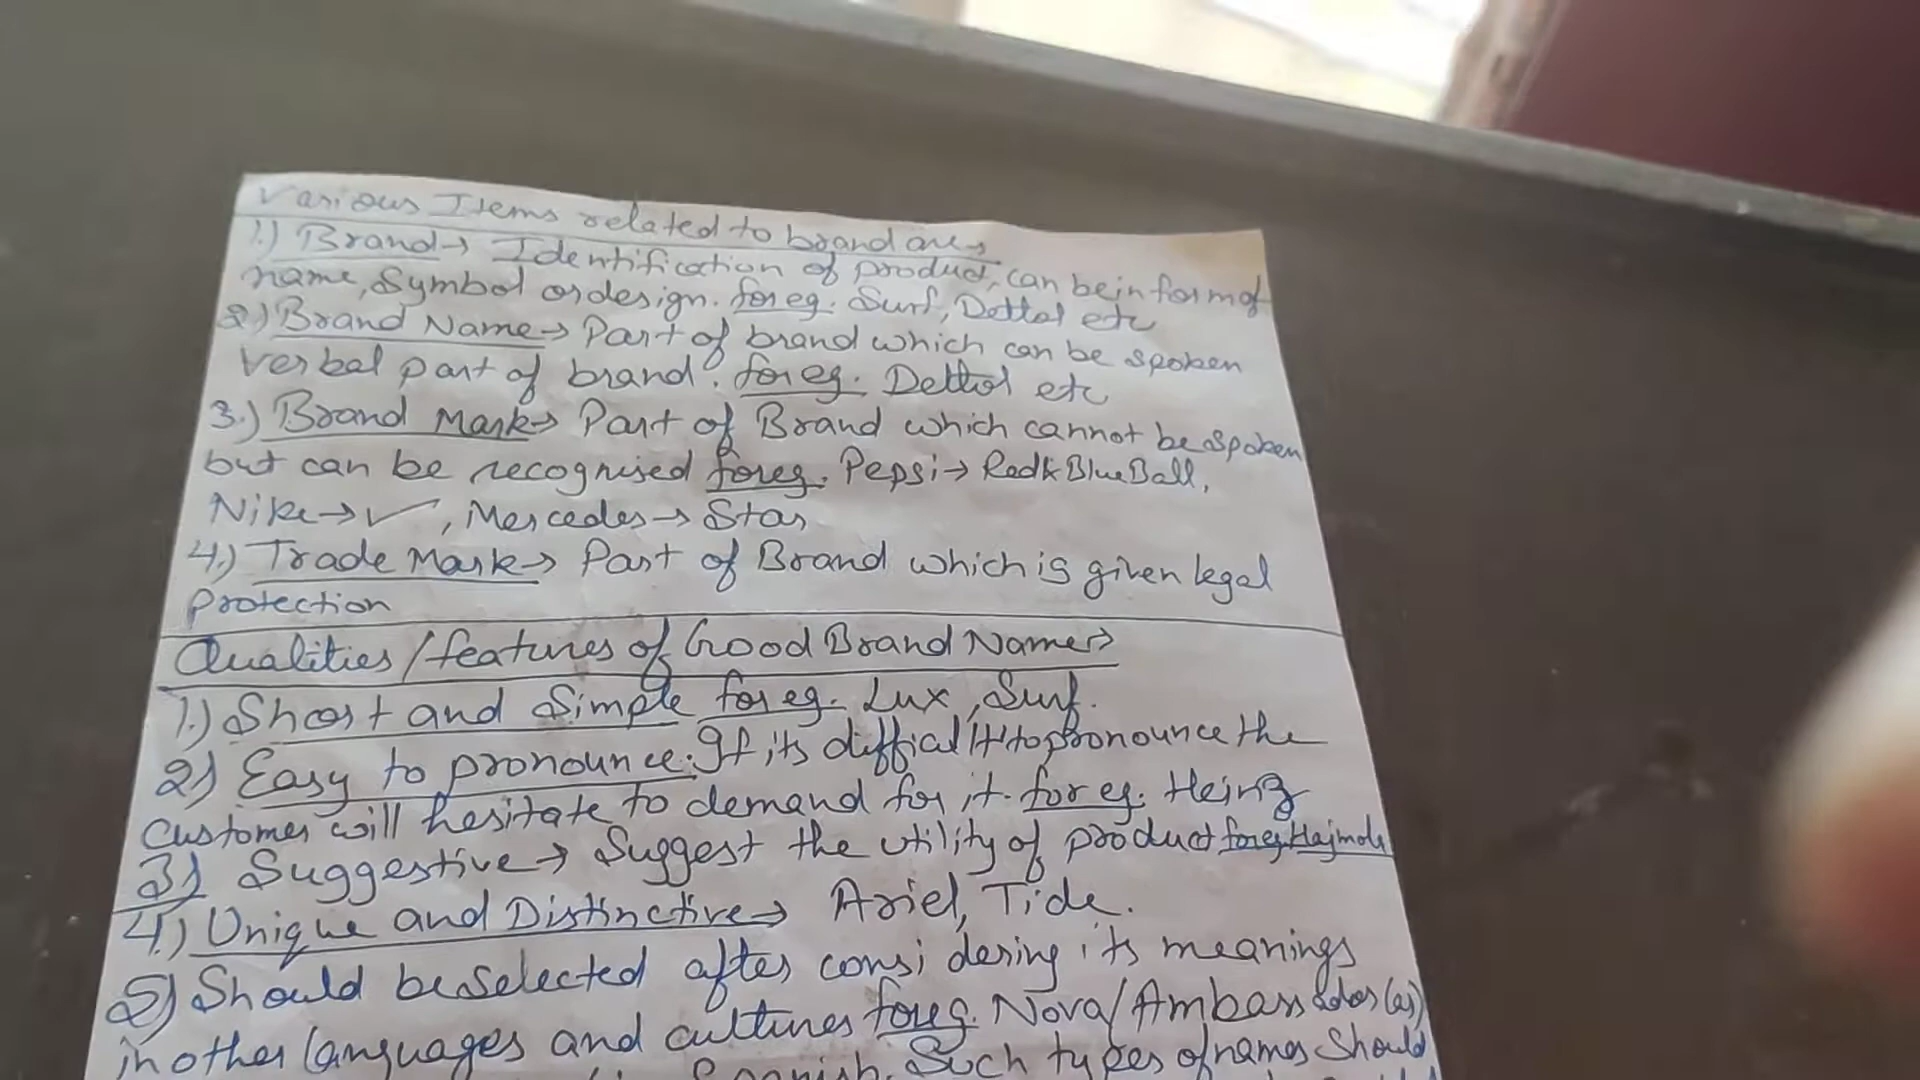 Various Items related to brand are→
1.) Brand→ Identification of product, can be in form of
name, Symbol or design. for eg. Surf, Dettol etc
2.) Brand Name→ Part of brand which can be spoken
Verbal part of brand. for eg. Dettol etc
3.) Brand Mark→ Part of Brand which cannot be spoken
but can be recognised for eg. Pepsi→ Red & Blue Ball,
Nike→ ✓, Mercedes→ Star
4.) Trade Mark→ Part of Brand which is given legal
Protection
Qualities/features of Good Brand Name→
1.) Short and Simple for eg. Lux, Surf.
2) Easy to pronounce. If its difficult to pronounce the
Customer will hesitate to demand for it. for eg. Heinz
3) Suggestive→ Suggest the utility of product for eg. Hajmola
4.) Unique and Distinctive→ Ariel, Tide.
5) Should be Selected after considering its meanings
in other languages and cultures for eg. Nova/Ambassador (as)
Spanish. Such types of names Should